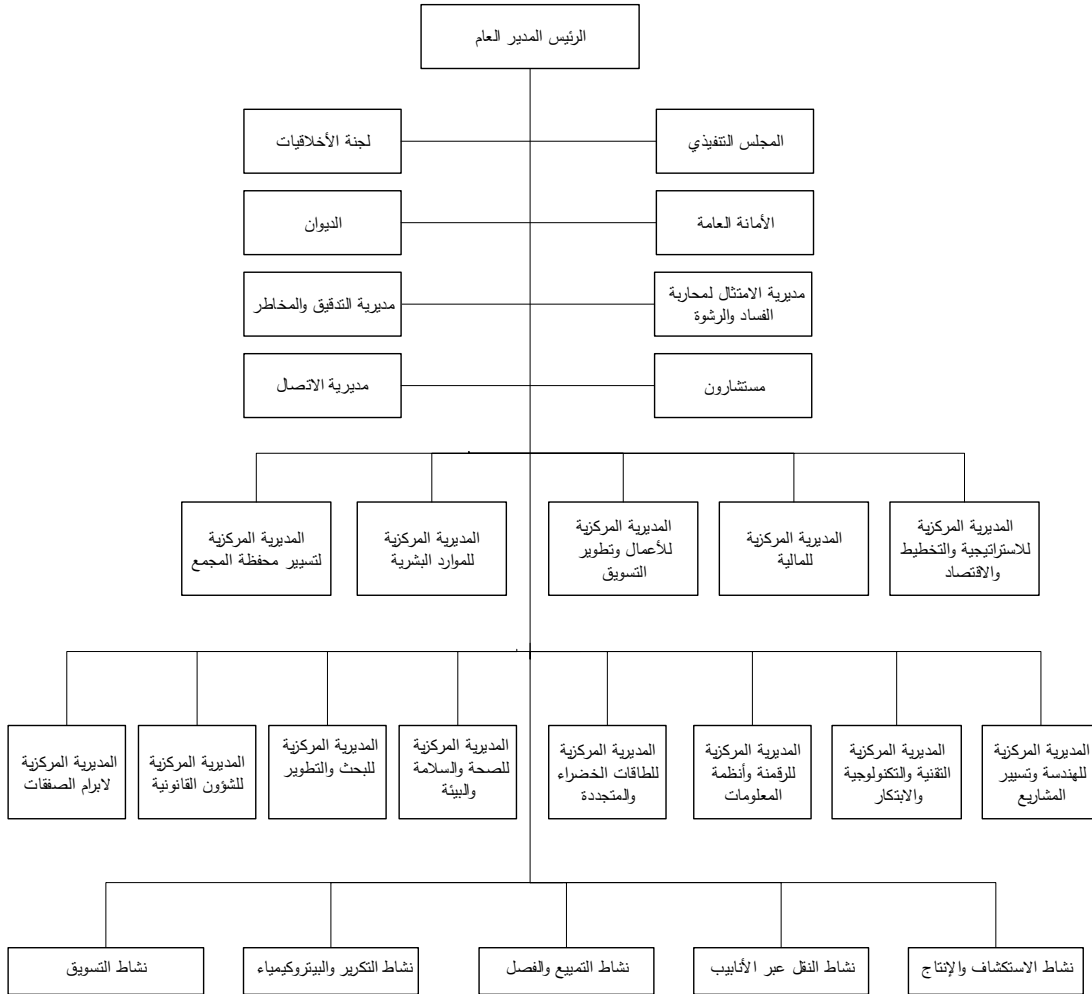 الرئيس المدير العام
المجلس التنفيذي
لجنة الأخلاقيات
الأمانة العامة
الديوان
مديرية الامتثال لمحاربة
الفساد والرشوة
مديرية التدقيق والمخاطر
مستشارون
مديرية الاتصال
المديرية المركزية
للاستراتيجية والتخطيط
والاقتصاد
المديرية المركزية
للمالية
المديرية المركزية
للأعمال وتطوير
التسويق
المديرية المركزية
للموارد البشرية
المديرية المركزية
لتسيير محفظة المجمع
المديرية المركزية
للهندسة وتسيير
المشاريع
المديرية المركزية
التقنية والتكنولوجية
والابتكار
المديرية المركزية
للرقمنة وأنظمة
المعلومات
المديرية المركزية
للطاقات الخضراء
والمتجددة
المديرية المركزية
للصحة والسلامة
والبيئة
المديرية المركزية
للبحث والتطوير
المديرية المركزية
للشؤون القانونية
المديرية المركزية
لابرام الصفقات
نشاط الاستكشاف والإنتاج
نشاط النقل عبر الأنابيب
نشاط التمييع والفصل
نشاط التكرير والبيتروكيمياء
نشاط التسويق